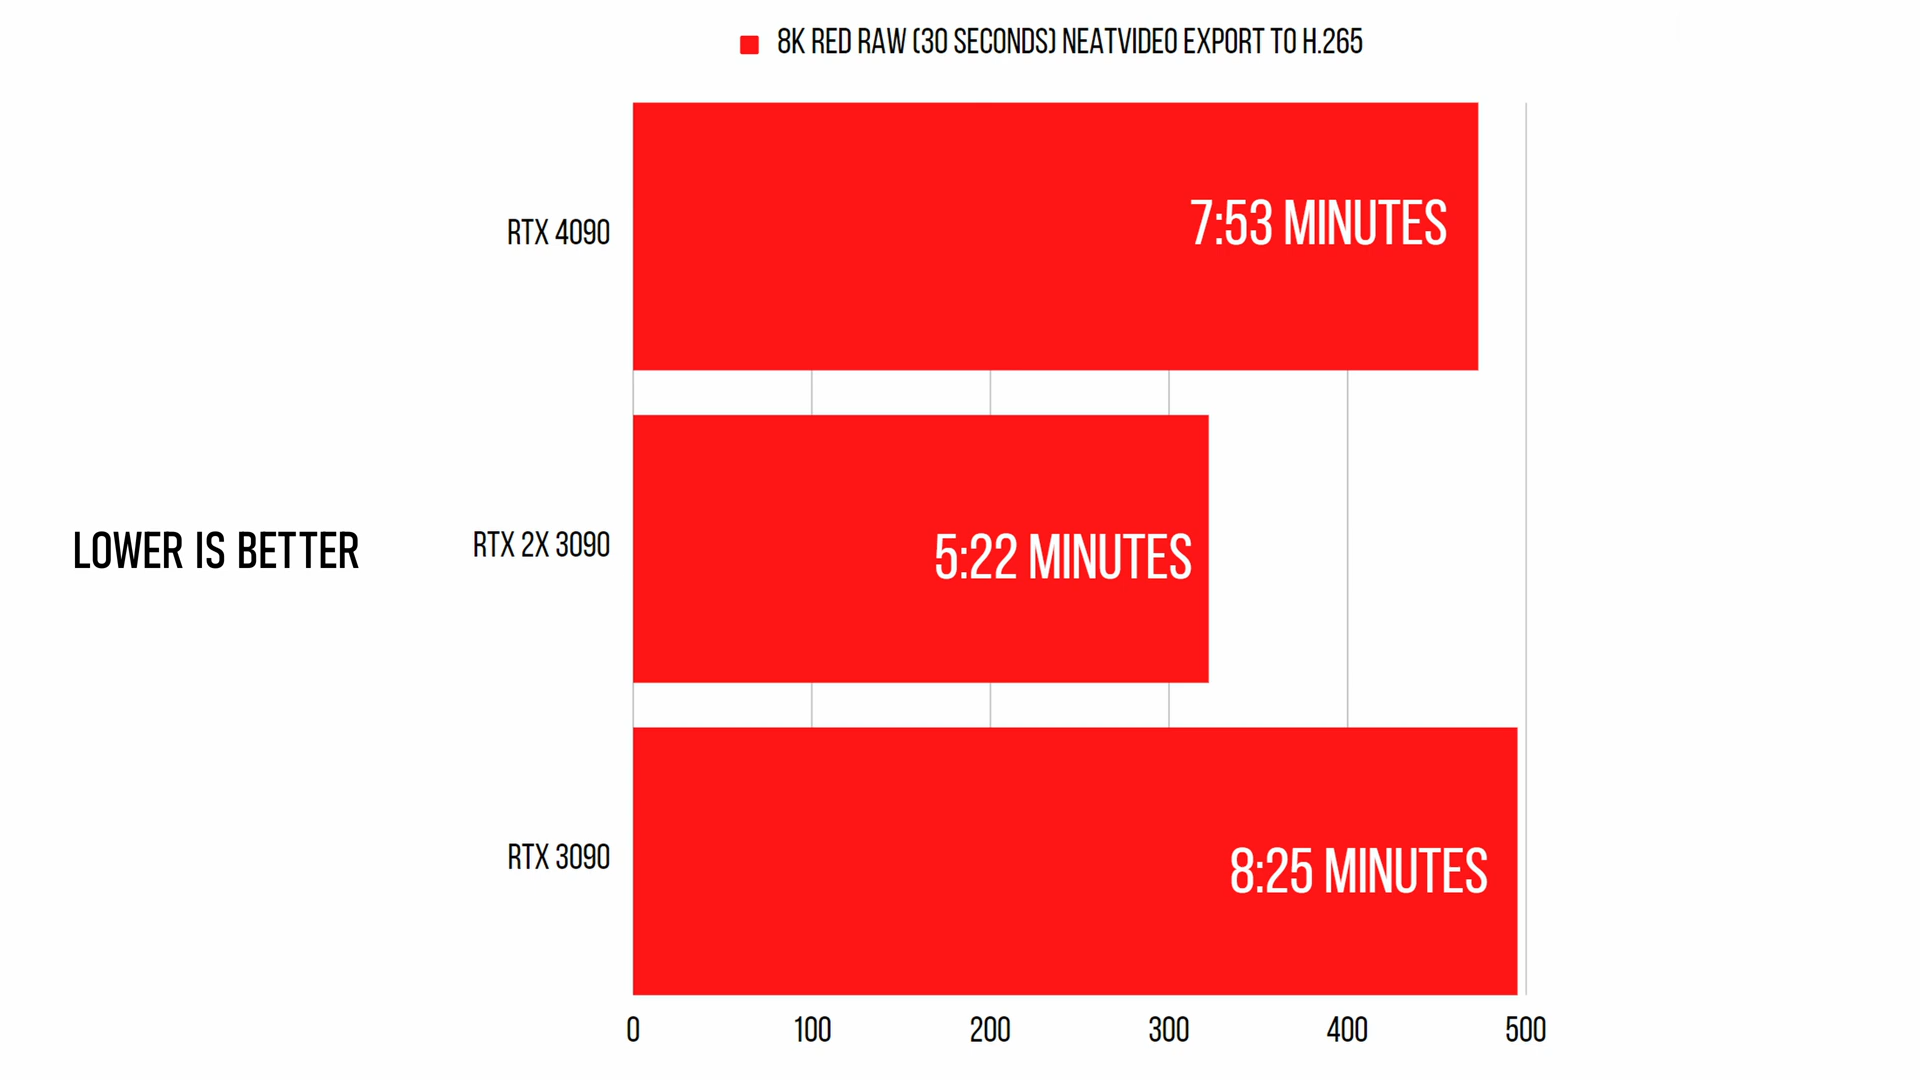 8K RED RAW (30 SECONDS) NEATVIDEO EXPORT TO H.265
RTX 4090
7:53 MINUTES
LOWER IS BETTER
RTX 2X 3090
5:22 MINUTES
RTX 3090
8:25 MINUTES
0 100 200 300 400 500